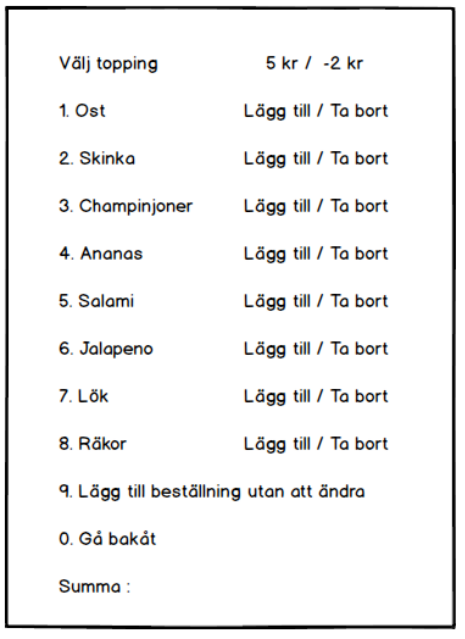 Välj topping 5 kr / -2 kr
1. Ost Lägg till / Ta bort
2. Skinka Lägg till / Ta bort
3. Champinjoner Lägg till / Ta bort
4. Ananas Lägg till / Ta bort
5. Salami Lägg till / Ta bort
6. Jalapeno Lägg till / Ta bort
7. Lök Lägg till / Ta bort
8. Räkor Lägg till / Ta bort
9. Lägg till beställning utan att ändra
0. Gå bakåt
Summa :